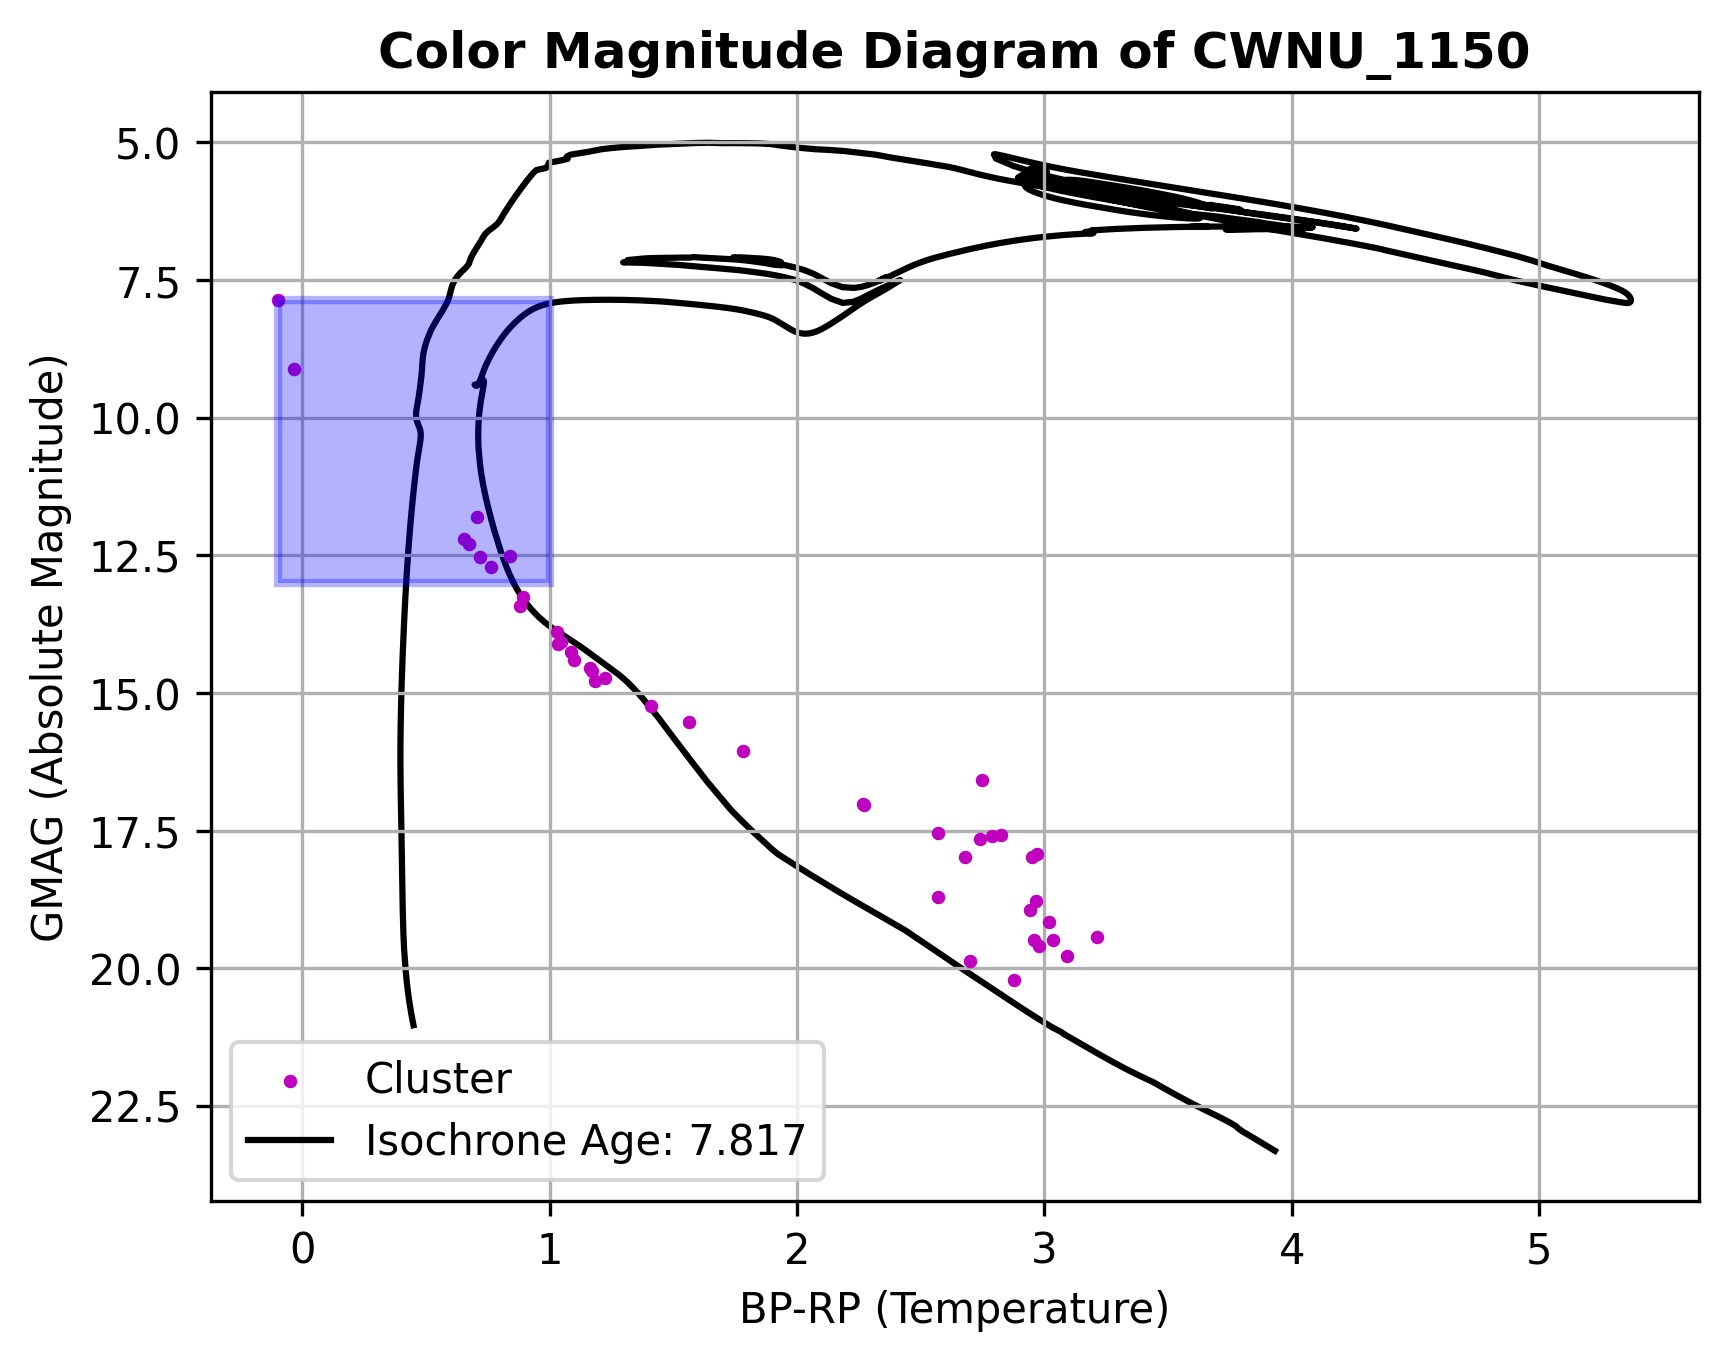 Color Magnitude Diagram of CWNU_1150
GMAG (Absolute Magnitude)
5.0
7.5
10.0
12.5
15.0
17.5
20.0
22.5
Cluster
Isochrone Age: 7.817
0 1 2 3 4 5
BP-RP (Temperature)